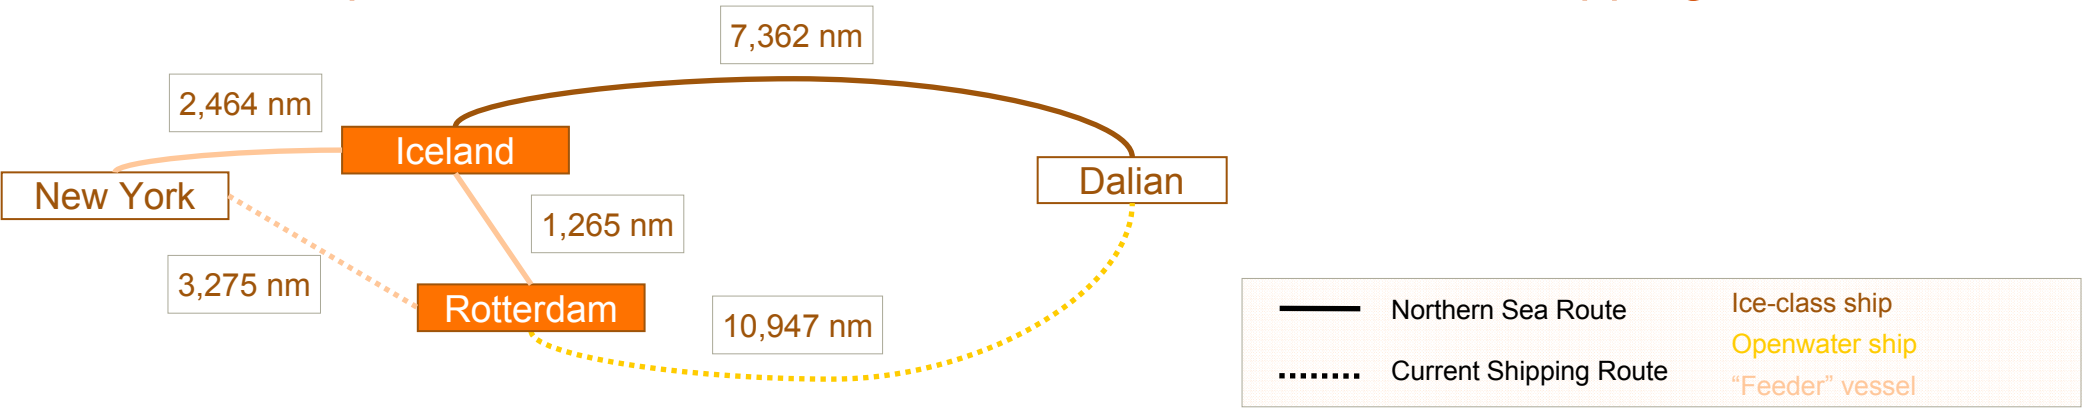 7,362 nm
2,464 nm
Iceland
New York
Dalian
1,265 nm
3,275 nm
Rotterdam
10,947 nm
Northern Sea Route
Ice-class ship
Openwater ship
Current Shipping Route
“Feeder” vessel